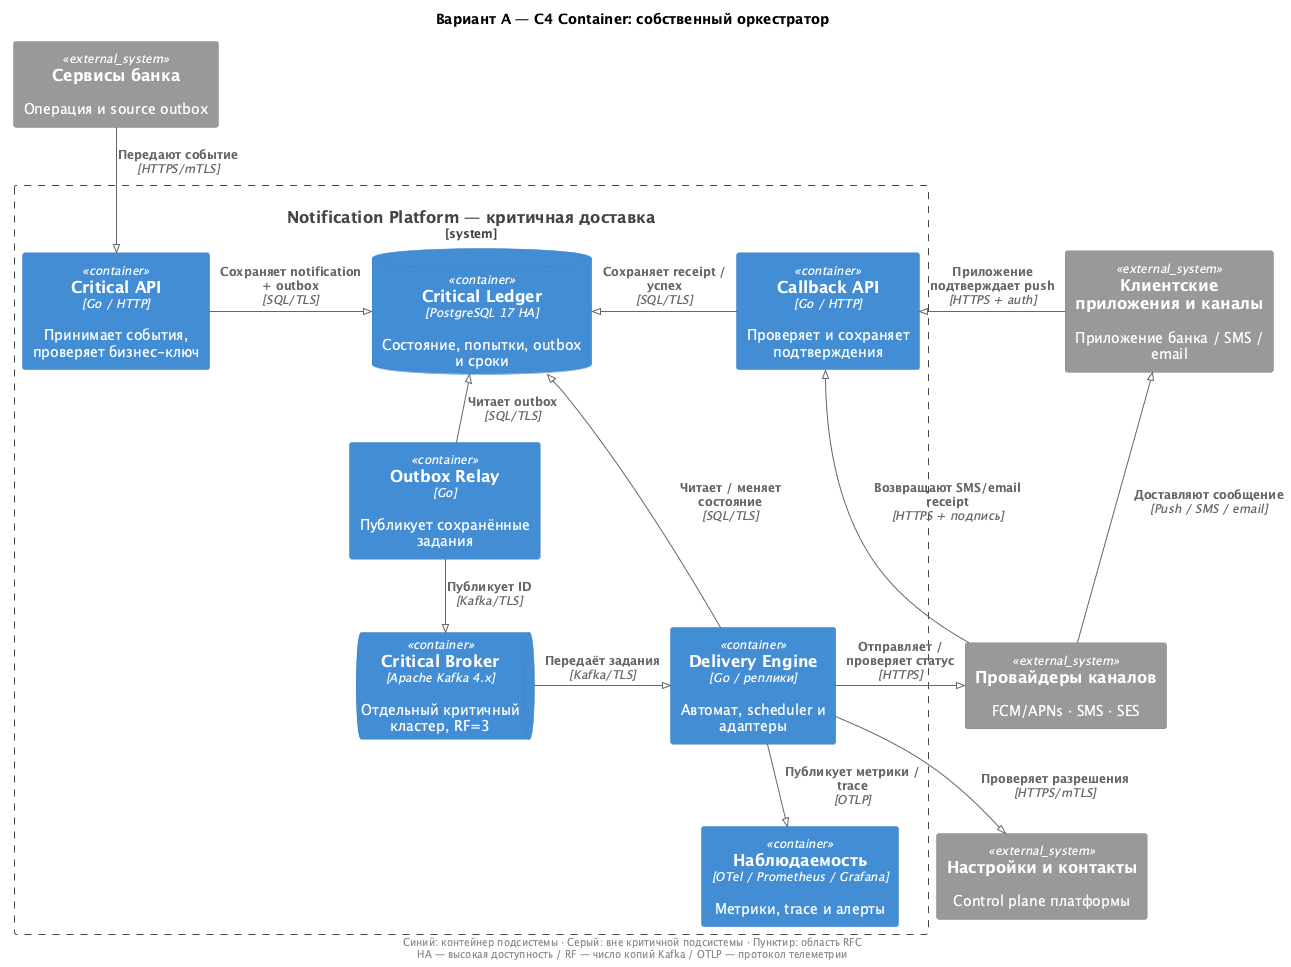 Вариант A — C4 Container: собственный оркестратор
«external_system»
Сервисы банка
Операция и source outbox
Передают событие
[HTTPS/mTLS]
Notification Platform — критичная доставка
[system]
«container»
Critical API
[Go / HTTP]
Принимает события,
проверяет бизнес-ключ
Сохраняет notification
+ outbox
[SQL/TLS]
«container»
Critical Ledger
[PostgreSQL 17 HA]
Состояние, попытки, outbox
и сроки
Сохраняет receipt /
успех
[SQL/TLS]
«container»
Callback API
[Go / HTTP]
Проверяет и сохраняет
подтверждения
Приложение
подтверждает push
[HTTPS + auth]
«external_system»
Клиентские
приложения и каналы
Приложение банка / SMS /
email
Читает outbox
[SQL/TLS]
«container»
Outbox Relay
[Go]
Публикует сохранённые
задания
Читает / меняет
состояние
[SQL/TLS]
Возвращают SMS/email
receipt
[HTTPS + подпись]
Доставляют сообщение
[Push / SMS / email]
Публикует ID
[Kafka/TLS]
«container»
Critical Broker
[Apache Kafka 4.x]
Отдельный критичный
кластер, RF=3
Передаёт задания
[Kafka/TLS]
«container»
Delivery Engine
[Go / реплики]
Автомат, scheduler и
адаптеры
Отправляет /
проверяет статус
[HTTPS]
«external_system»
Провайдеры каналов
FCM/APNs · SMS · SES
Публикует метрики /
trace
[OTLP]
Проверяет разрешения
[HTTPS/mTLS]
«container»
Наблюдаемость
[OTel / Prometheus / Grafana]
Метрики, trace и алерты
«external_system»
Настройки и контакты
Control plane платформы
Синий: контейнер подсистемы · Серый: вне критичной подсистемы · Пунктир: область RFC
HA — высокая доступность / RF — число копий Kafka / OTLP — протокол телеметрии